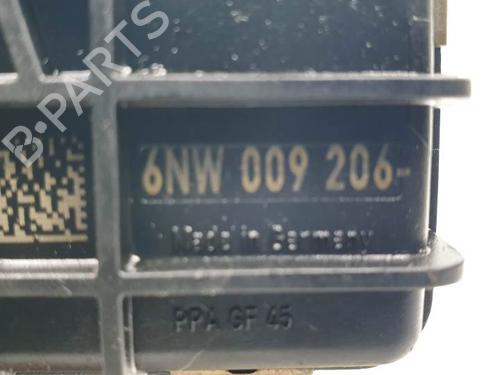 B-PARTS
6NW 009 206-
Made in Germany
PPA GF 45